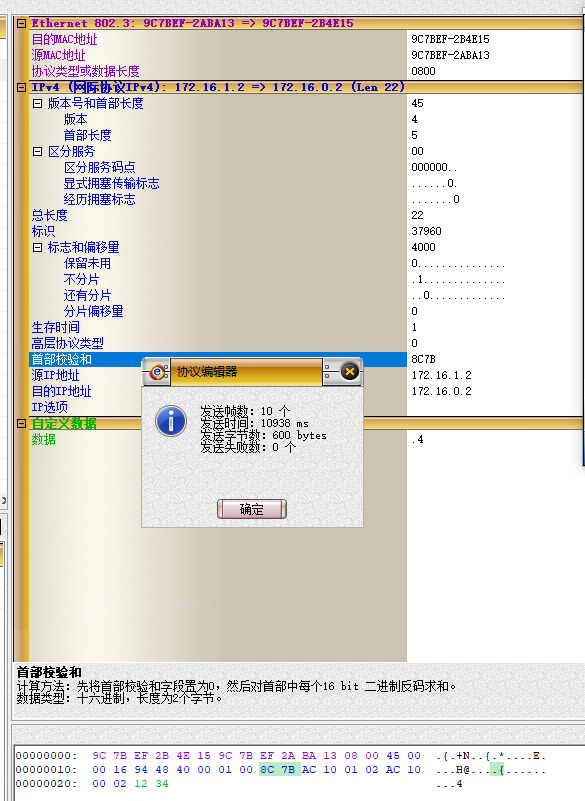 Ethernet 802.3: 9C7BEF-2ABA13 => 9C7BEF-2B4E15
目的MAC地址 9C7BEF-2B4E15
源MAC地址 9C7BEF-2ABA13
协议类型或数据长度 0800
IPv4 (网际协议IPv4): 172.16.1.2 => 172.16.0.2 (Len 22)
版本号和首部长度 45
版本 4
首部长度 5
区分服务 00
区分服务码点 000000..
显式拥塞传输标志 ......0.
经历拥塞标志 .......0
总长度 22
标识 37960
标志和偏移量 4000
保留未用 0..............
不分片 .1.............
还有分片 ..0............
分片偏移量 0
生存时间 1
高层协议类型 0
首部校验和 8C7B
源IP地址 172.16.1.2
目的IP地址 172.16.0.2
IP选项
自定义数据
数据 .4
协议编辑器
发送帧数: 10 个
发送时间: 10938 ms
发送字节数: 600 bytes
发送失败数: 0 个
确定
首部校验和
计算方法: 先将首部校验和字段置为0, 然后对首部中每个16 bit 二进制反码求和。
数据类型: 十六进制, 长度为2个字节。
00000000: 9C 7B EF 2B 4E 15 9C 7B EF 2A BA 13 08 00 45 00 .{.+N..{.*....E.
00000010: 00 16 94 48 40 00 01 00 8C 7B AC 10 01 02 AC 10 ...H@....{......
00000020: 00 02 12 34 ...4